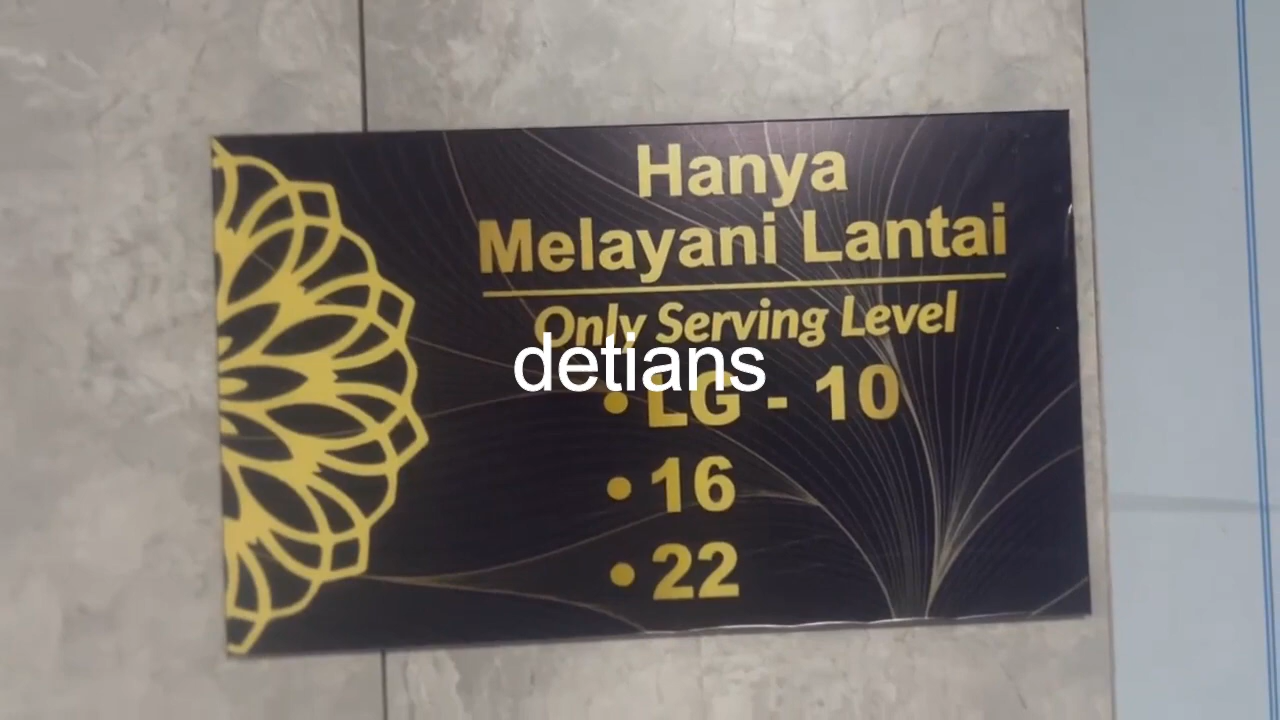 Hanya
Melayani Lantai
Only Serving Level
detians
• LG - 10
• 16
• 22